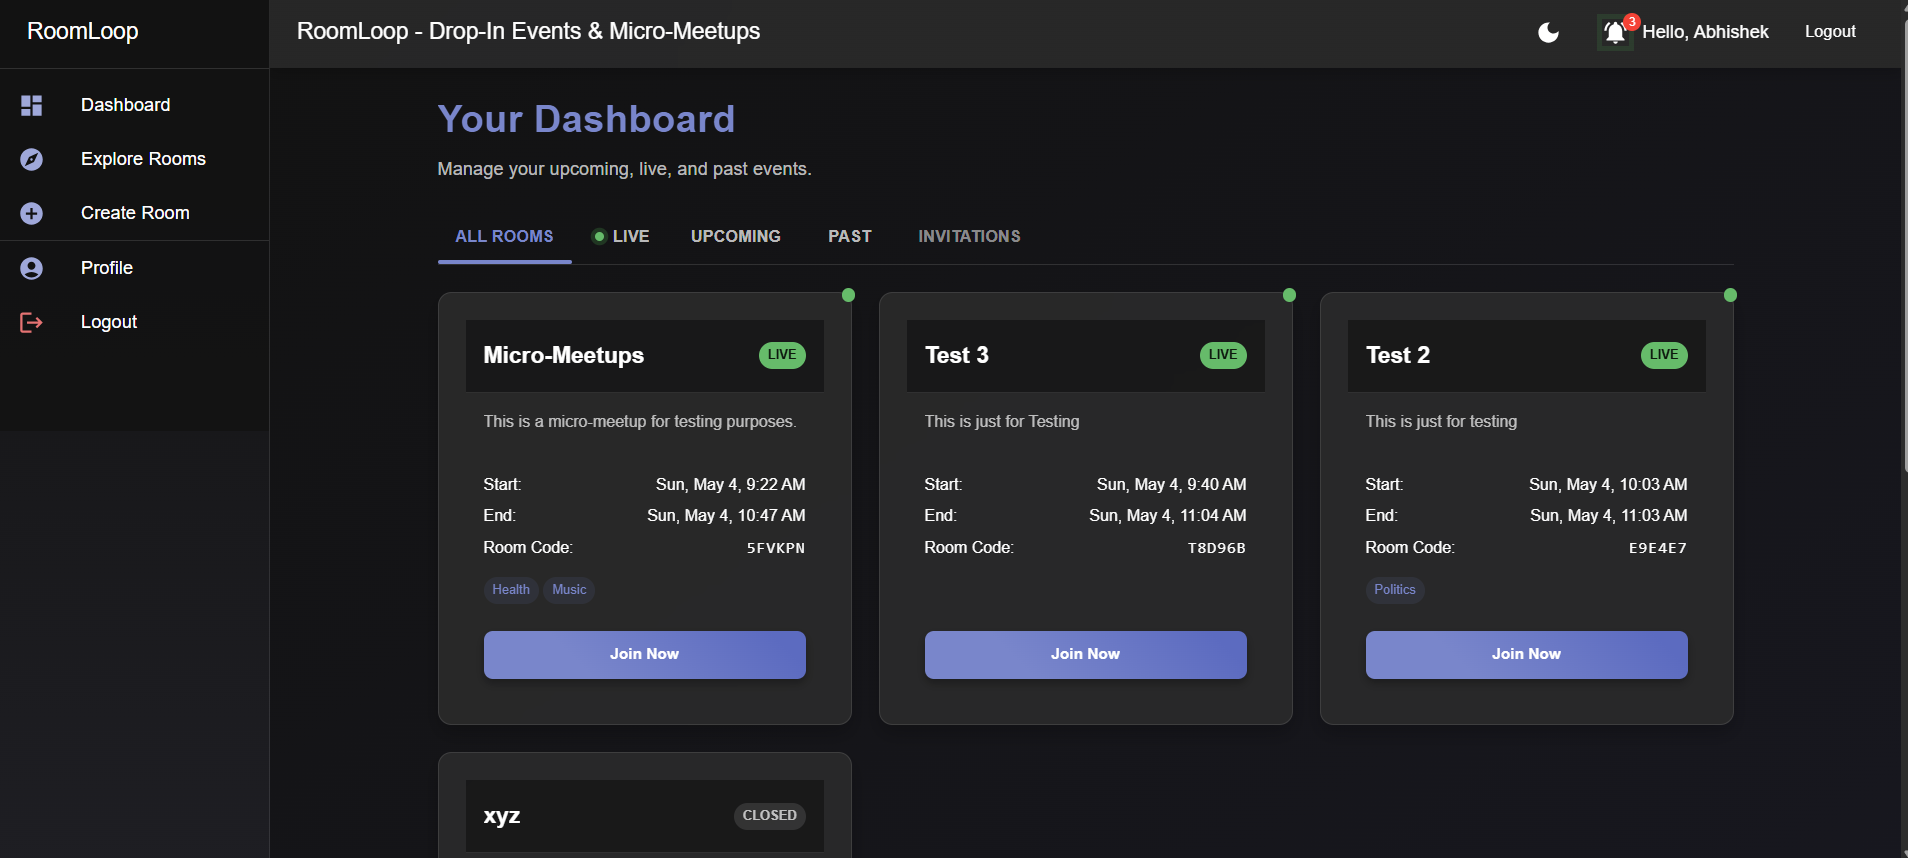 RoomLoop
RoomLoop - Drop-In Events & Micro-Meetups
3
Hello, Abhishek
Logout
Dashboard
Explore Rooms
Create Room
Profile
Logout
Your Dashboard
Manage your upcoming, live, and past events.
ALL ROOMS LIVE UPCOMING PAST INVITATIONS
Micro-Meetups LIVE
This is a micro-meetup for testing purposes.
Start: Sun, May 4, 9:22 AM
End: Sun, May 4, 10:47 AM
Room Code: 5FVKPN
Health Music
Join Now
Test 3 LIVE
This is just for Testing
Start: Sun, May 4, 9:40 AM
End: Sun, May 4, 11:04 AM
Room Code: T8D96B
Join Now
Test 2 LIVE
This is just for testing
Start: Sun, May 4, 10:03 AM
End: Sun, May 4, 11:03 AM
Room Code: E9E4E7
Politics
Join Now
xyz CLOSED